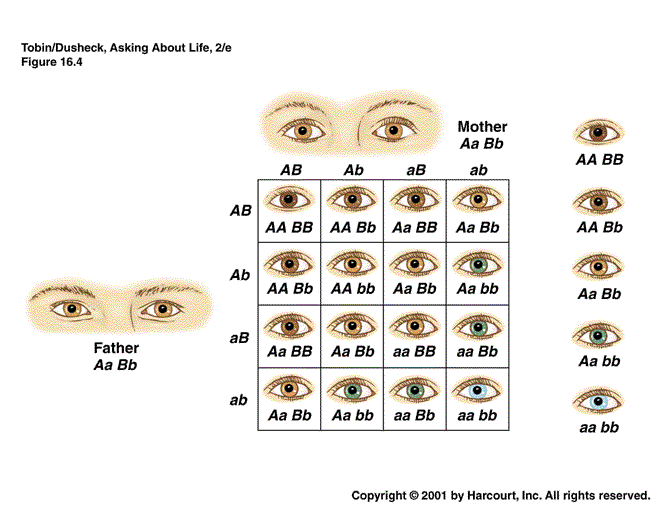 Tobin/Dusheck, Asking About Life, 2/e
Figure 16.4
Mother
Aa Bb
AA BB
AB Ab aB ab
AB
AA BB AA Bb Aa BB Aa Bb
AA Bb
Ab
AA Bb AA bb Aa Bb Aa bb
Aa Bb
aB
Aa BB Aa Bb aa BB aa Bb
Father
Aa Bb
Aa bb
ab
Aa Bb Aa bb aa Bb aa bb
aa bb
Copyright © 2001 by Harcourt, Inc. All rights reserved.